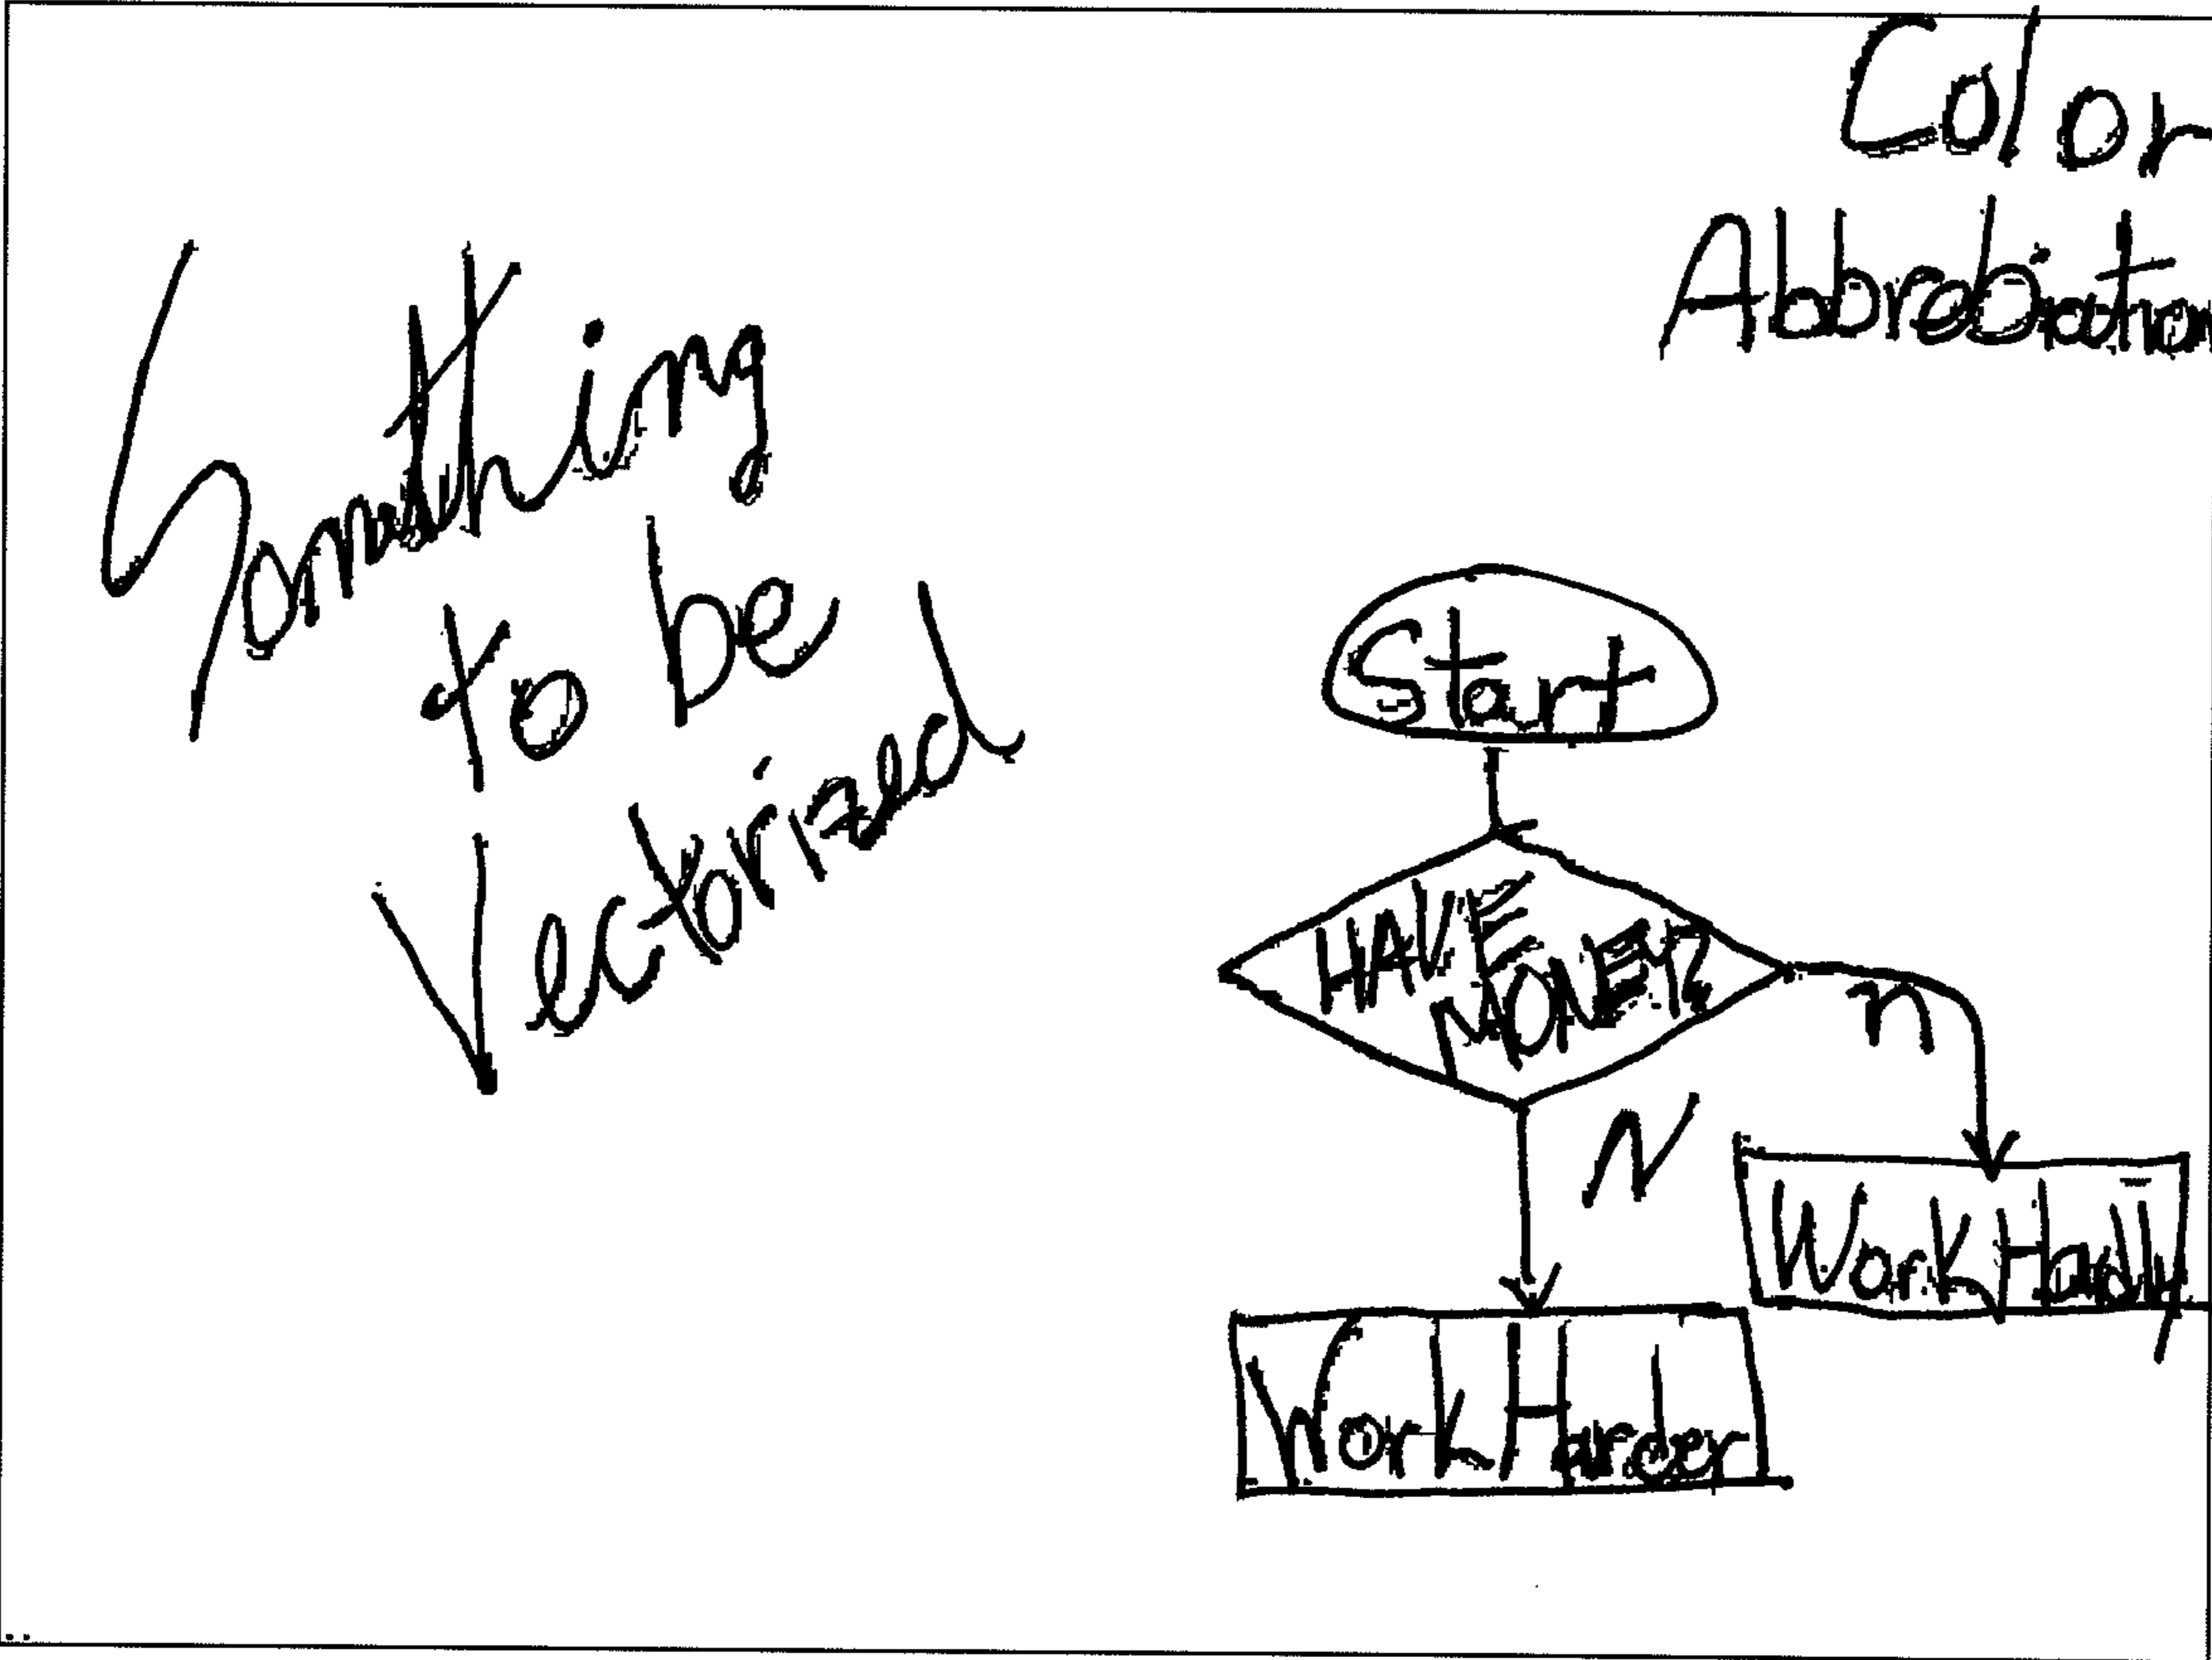 Color
Abbrebiation
Somthing
to be
Vectorized
Start
HAVE
MONEY?
n
N
Work Hardly
Work Harder